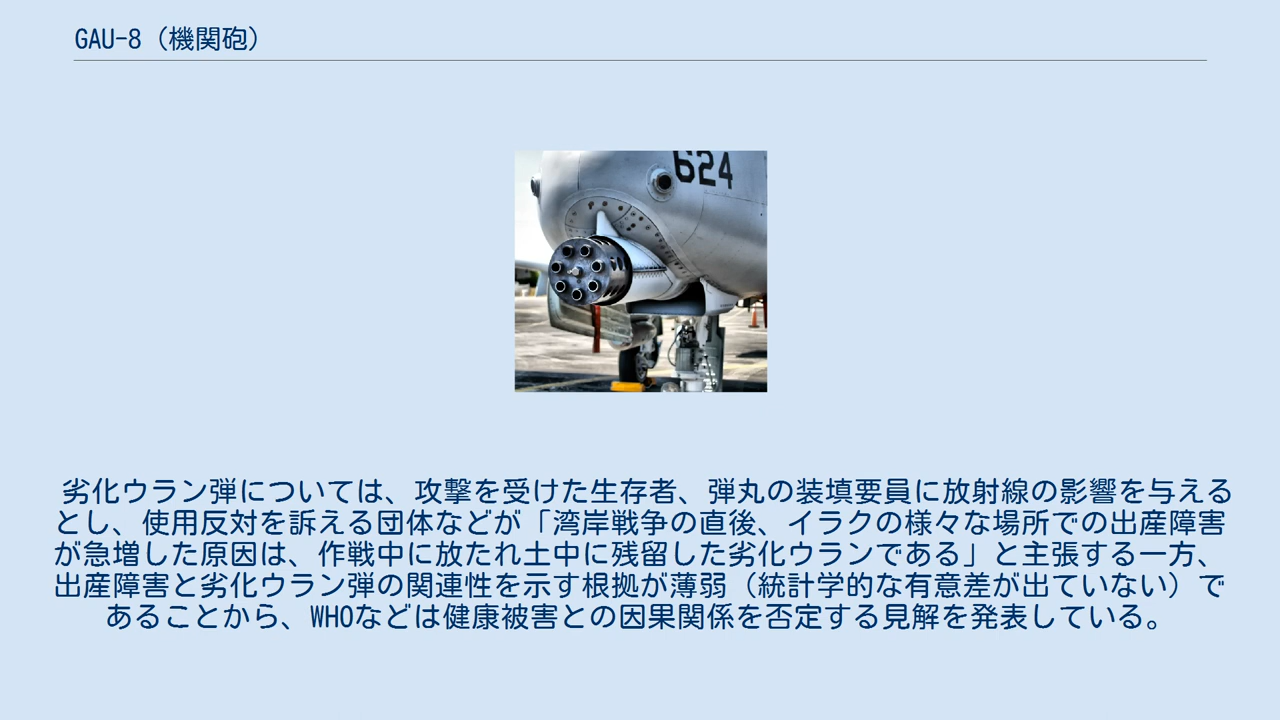 GAU-8（機関砲）
624
劣化ウラン弾については、攻撃を受けた生存者、弾丸の装填要員に放射線の影響を与える
とし、使用反対を訴える団体などが「湾岸戦争の直後、イラクの様々な場所での出産障害
が急増した原因は、作戦中に放たれ土中に残留した劣化ウランである」と主張する一方、
出産障害と劣化ウラン弾の関連性を示す根拠が薄弱（統計学的な有意差が出ていない）で
あることから、WHOなどは健康被害との因果関係を否定する見解を発表している。